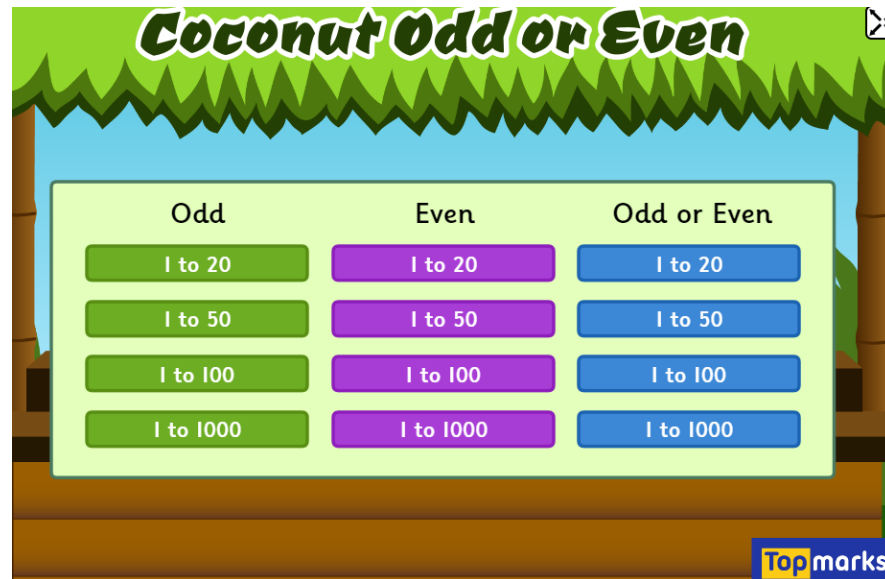 Coconut Odd or Even
Odd Even Odd or Even
1 to 20 1 to 20 1 to 20
1 to 50 1 to 50 1 to 50
1 to 100 1 to 100 1 to 100
1 to 1000 1 to 1000 1 to 1000
Topmarks